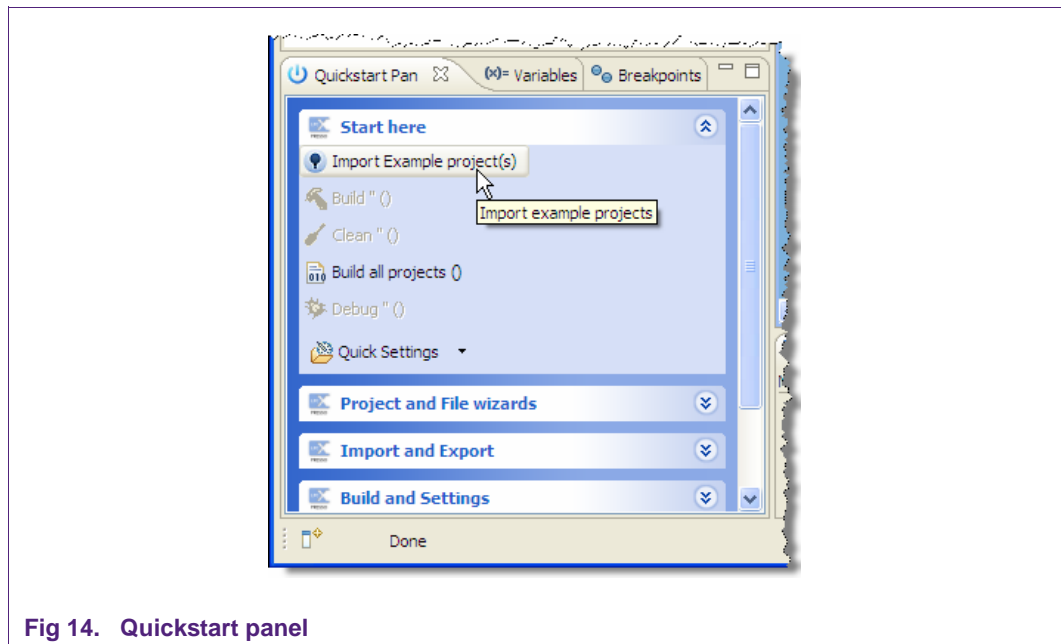 Quickstart Pan (x)= Variables Breakpoints
Start here
Import Example project(s)
Build '' ()
Import example projects
Clean '' ()
010 Build all projects ()
Debug '' ()
Quick Settings
Project and File wizards
Import and Export
Build and Settings
Done
Fig 14. Quickstart panel